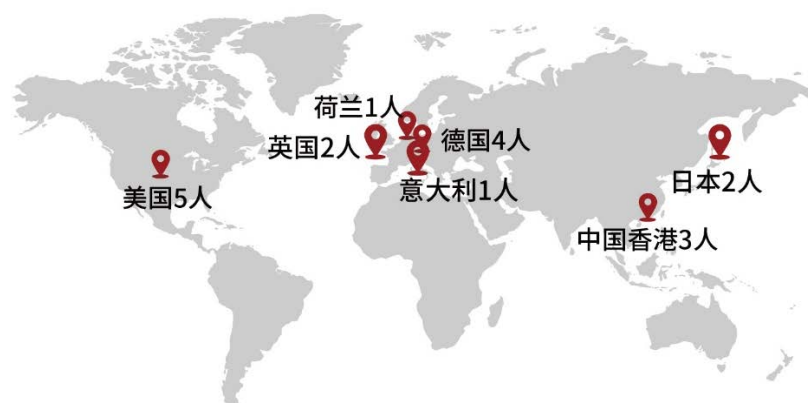 荷兰1人
英国2人
德国4人
美国5人
意大利1人
日本2人
中国香港3人